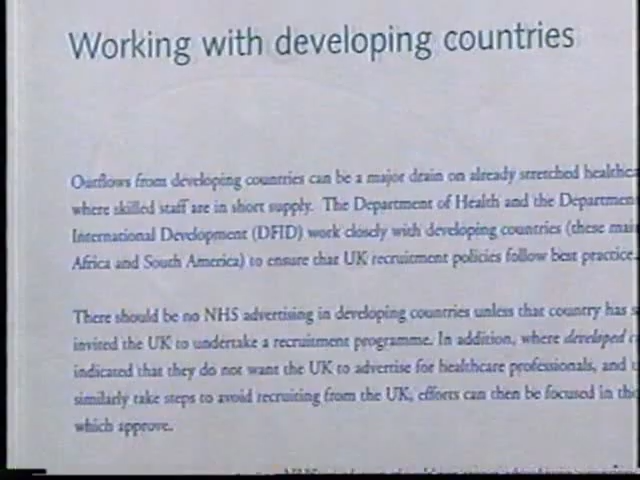 Working with developing countries
Outflows from developing countries can be a major drain on already stretched
where skilled staff are in short supply. The Department of Health and the
International Development (DFID) work closely with developing countries (these
Africa and South America) to ensure that UK recruitment policies follow best practice.
There should be no NHS advertising in developing countries unless that country has
invited the UK to undertake a recruitment programme. In addition, where developed
indicated that they do not want the UK to advertise for healthcare professionals, and
similarly take steps to avoid recruiting from the UK, efforts can then be focused in
which approve.